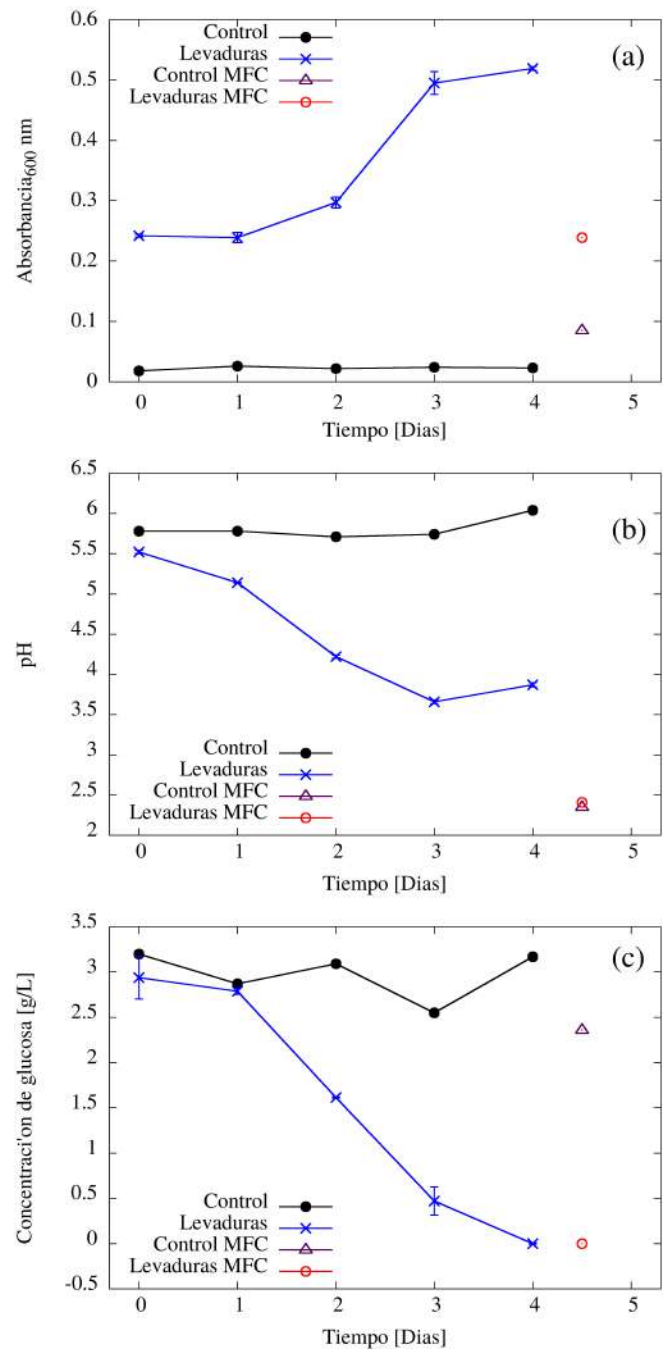 0.6
0.5
0.4
0.3
0.2
0.1
0
Absorbancia600 nm
Control
Levaduras
Control MFC
Levaduras MFC
(a)
0 1 2 3 4 5
Tiempo [Dias]
6.5
6
5.5
5
4.5
4
3.5
3
2.5
2
pH
(b)
Control
Levaduras
Control MFC
Levaduras MFC
0 1 2 3 4 5
Tiempo [Dias]
3.5
3
2.5
2
1.5
1
0.5
0
-0.5
Concentraci'on de glucosa [g/L]
(c)
Control
Levaduras
Control MFC
Levaduras MFC
0 1 2 3 4 5
Tiempo [Dias]